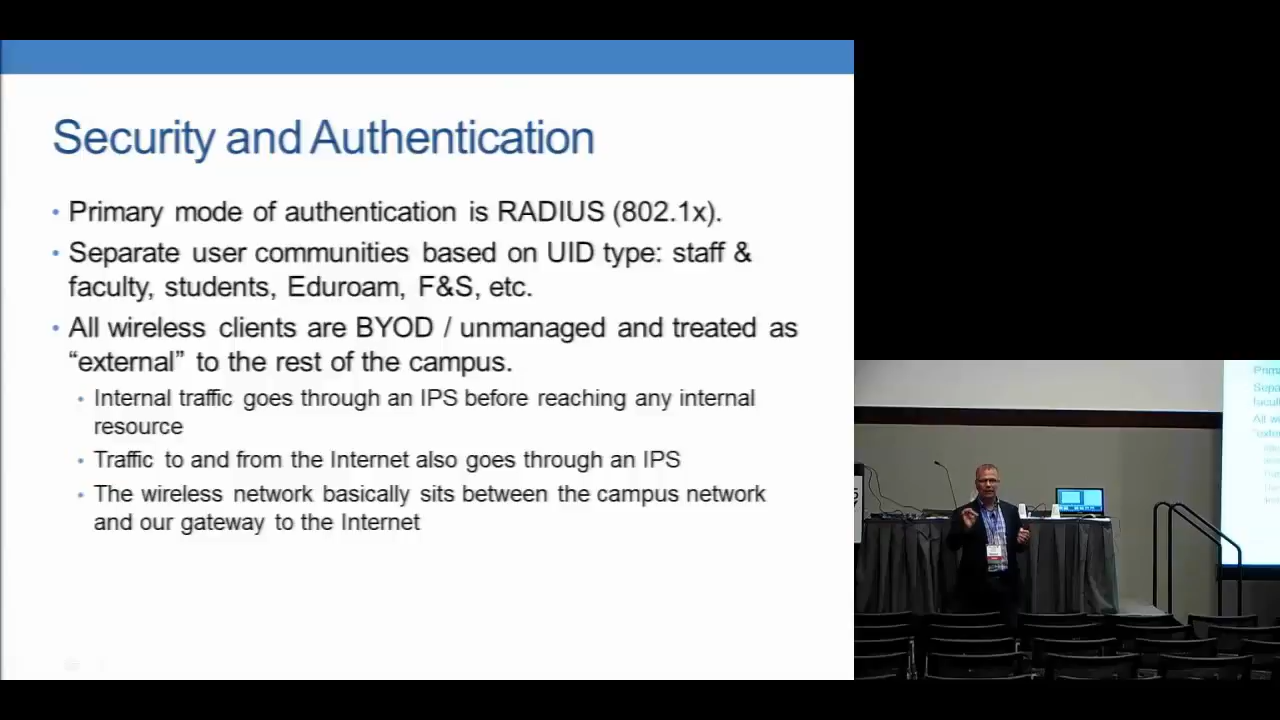 Security and Authentication
• Primary mode of authentication is RADIUS (802.1x).
• Separate user communities based on UID type: staff &
faculty, students, Eduroam, F&S, etc.
• All wireless clients are BYOD / unmanaged and treated as
“external” to the rest of the campus.
• Internal traffic goes through an IPS before reaching any internal
resource
• Traffic to and from the Internet also goes through an IPS
• The wireless network basically sits between the campus network
and our gateway to the Internet